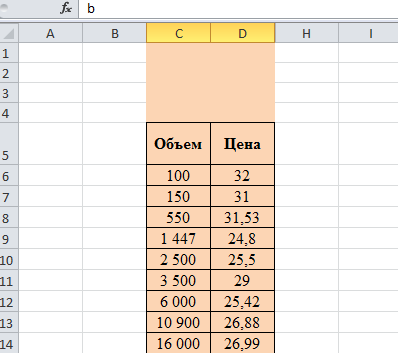 fx b
A B C D H I
1
2
3
4
5 Объем Цена
6 100 32
7 150 31
8 550 31,53
9 1 447 24,8
10 2 500 25,5
11 3 500 29
12 6 000 25,42
13 10 900 26,88
14 16 000 26,99